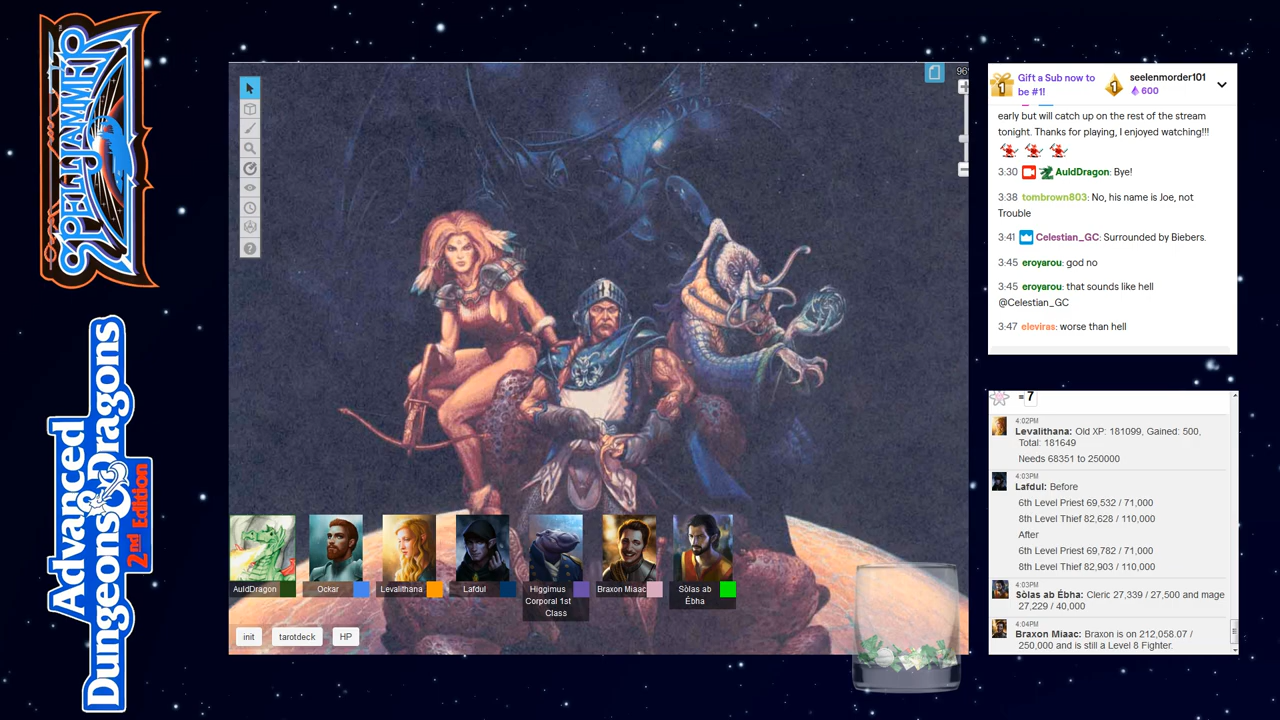 SPELLJAMMER
Advanced
Dungeons & Dragons
2nd Edition
96
AuldDragon
Ockar
Levalithana
Lafdul
Higgimus
Corporal 1st
Class
Braxon Miaac
Sòlas ab
Ébha
init
tarotdeck
HP
1
Gift a Sub now to
be #1!
1
seelenmorder101
600
early but will catch up on the rest of the stream
tonight. Thanks for playing, I enjoyed watching!!!
3:30 AuldDragon: Bye!
3:38 tombrown803: No, his name is Joe, not
Trouble
3:41 Celestian_GC: Surrounded by Biebers.
3:45 eroyarou: god no
3:45 eroyarou: that sounds like hell
@Celestian_GC
3:47 eleviras: worse than hell
=7
4:02PM
Levalithana: Old XP: 181099, Gained: 500,
Total: 181649
Needs 68351 to 250000
4:03PM
Lafdul: Before
6th Level Priest 69,532 / 71,000
8th Level Thief 82,628 / 110,000
After
6th Level Priest 69,782 / 71,000
8th Level Thief 82,903 / 110,000
4:03PM
Sòlas ab Ébha: Cleric 27,339 / 27,500 and mage
27,229 / 40,000
4:04PM
Braxon Miaac: Braxon is on 212,058.07 /
250,000 and is still a Level 8 Fighter.